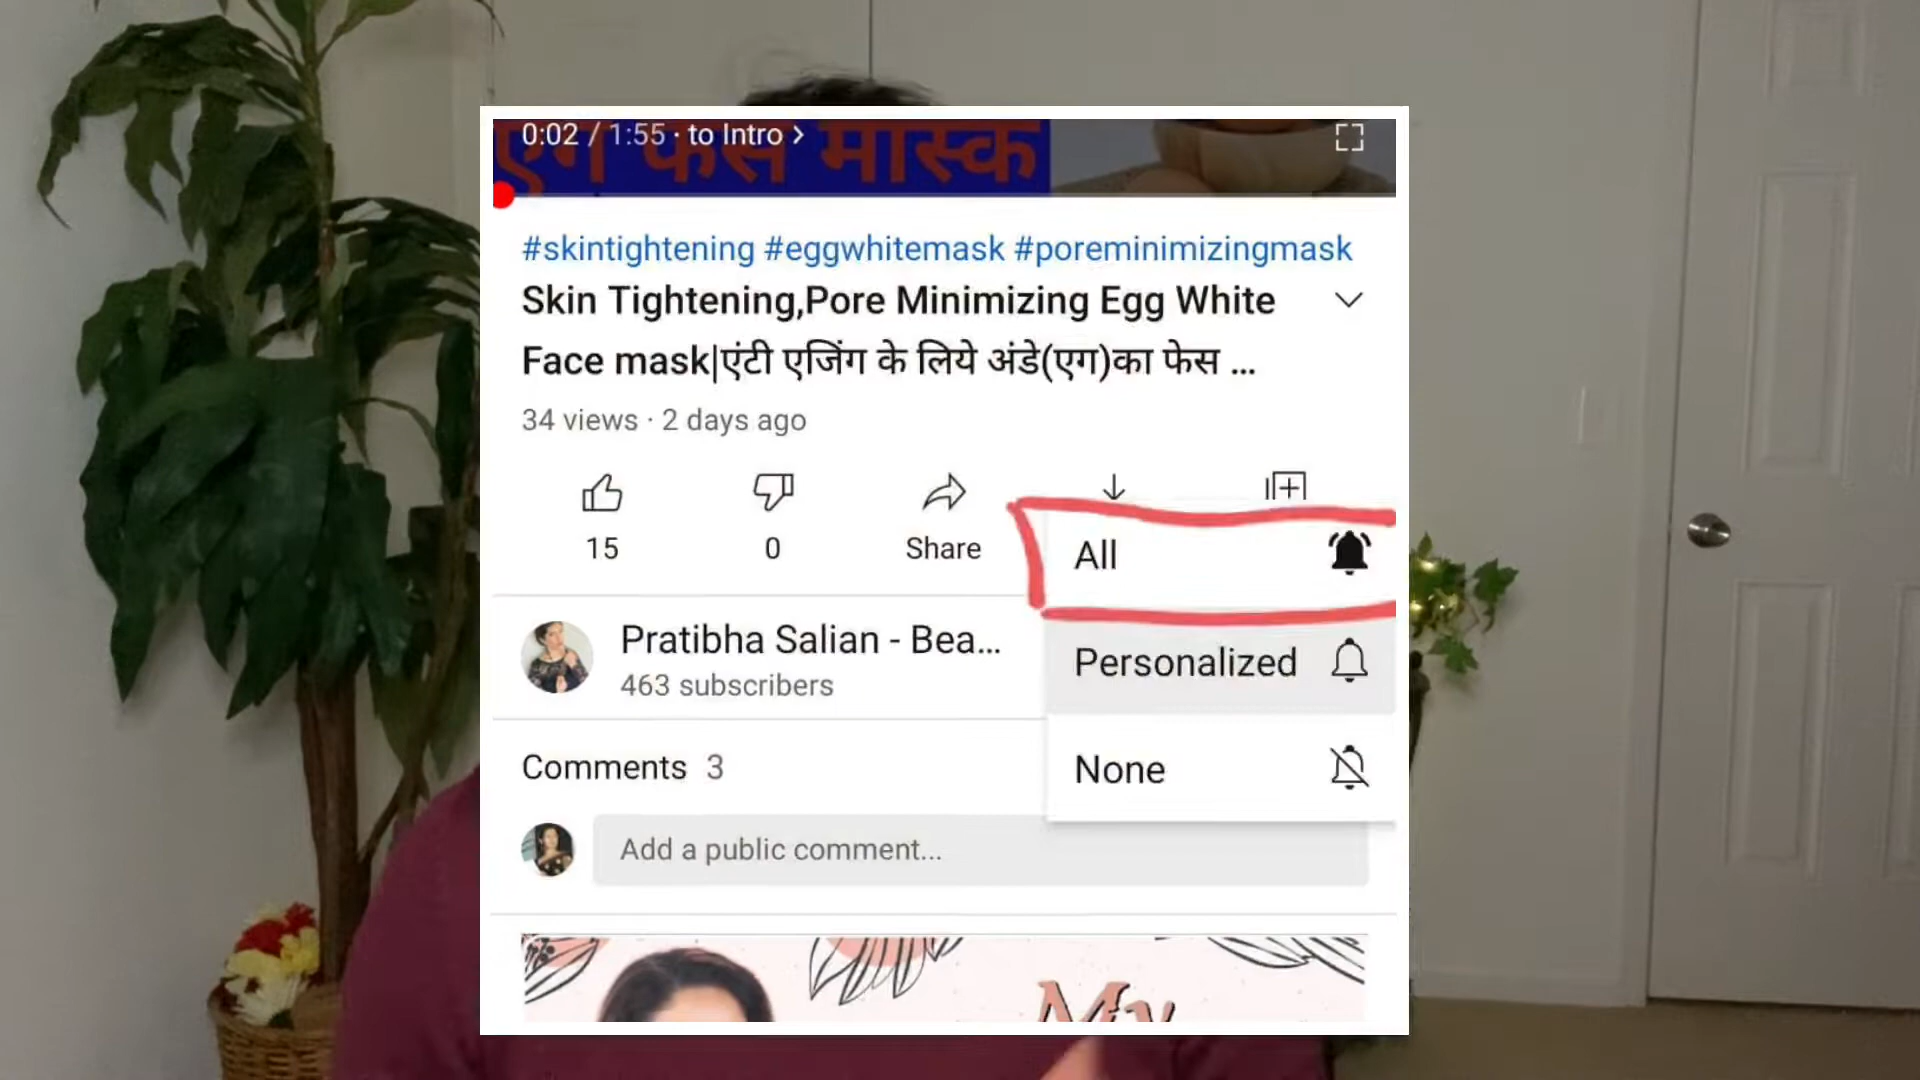 एग फेस मास्क
0:02 / 1:55 · to Intro >
#skintightening #eggwhitemask #poreminimizingmask
Skin Tightening,Pore Minimizing Egg White
Face mask|एंटी एजिंग के लिये अंडे(एग)का फेस ...
34 views · 2 days ago
15
0
Share
All
Pratibha Salian - Bea...
463 subscribers
Personalized
Comments 3
None
Add a public comment...
My